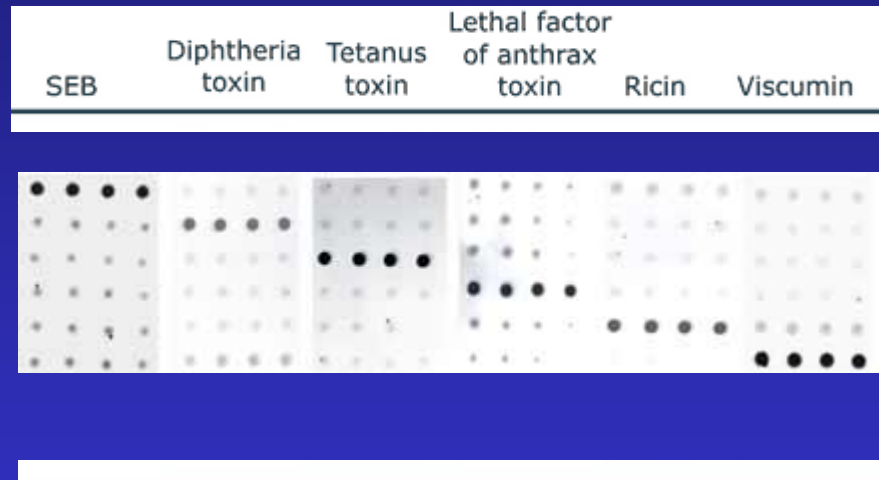 SEB
Diphtheria
toxin
Tetanus
toxin
Lethal factor
of anthrax
toxin
Ricin
Viscumin